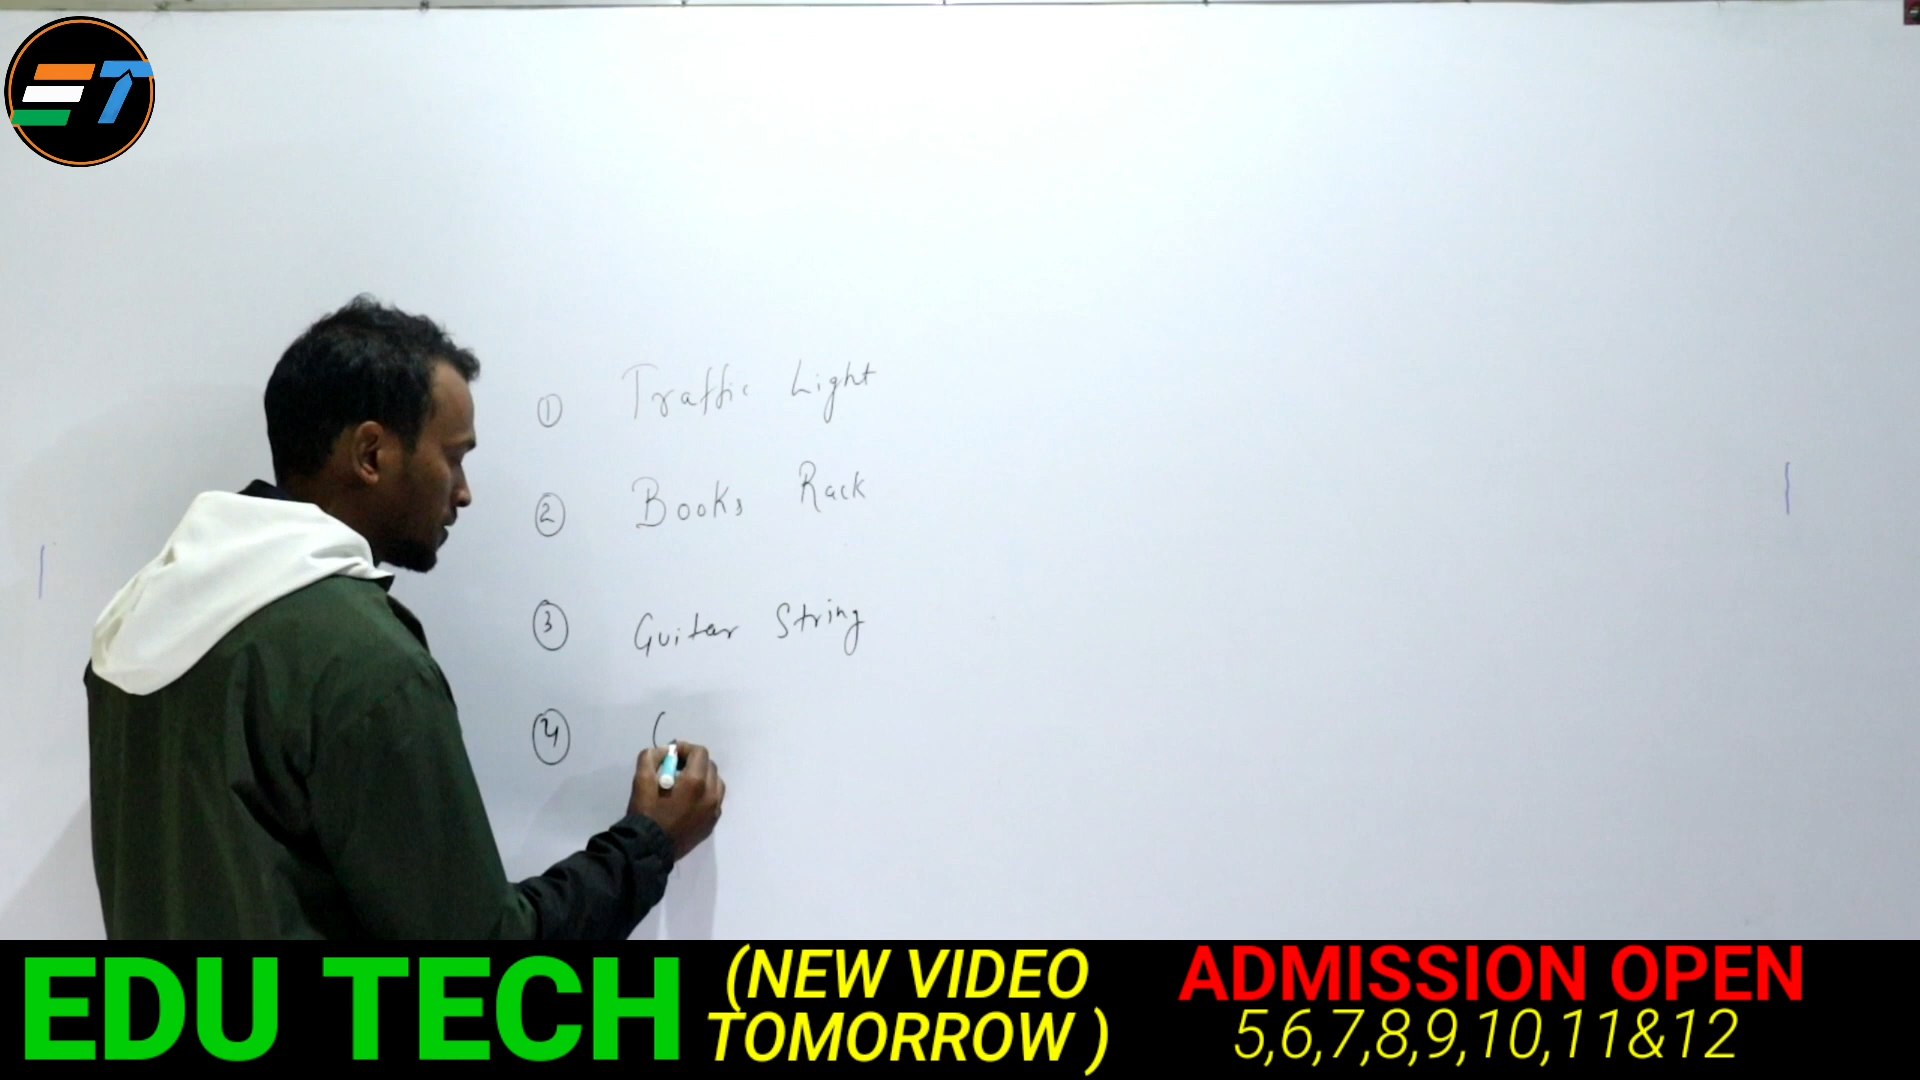 ET
① Traffic Light
② Books Rack
③ Guitar String
④ (
EDU TECH
(NEW VIDEO
TOMORROW )
ADMISSION OPEN
5,6,7,8,9,10,11&12